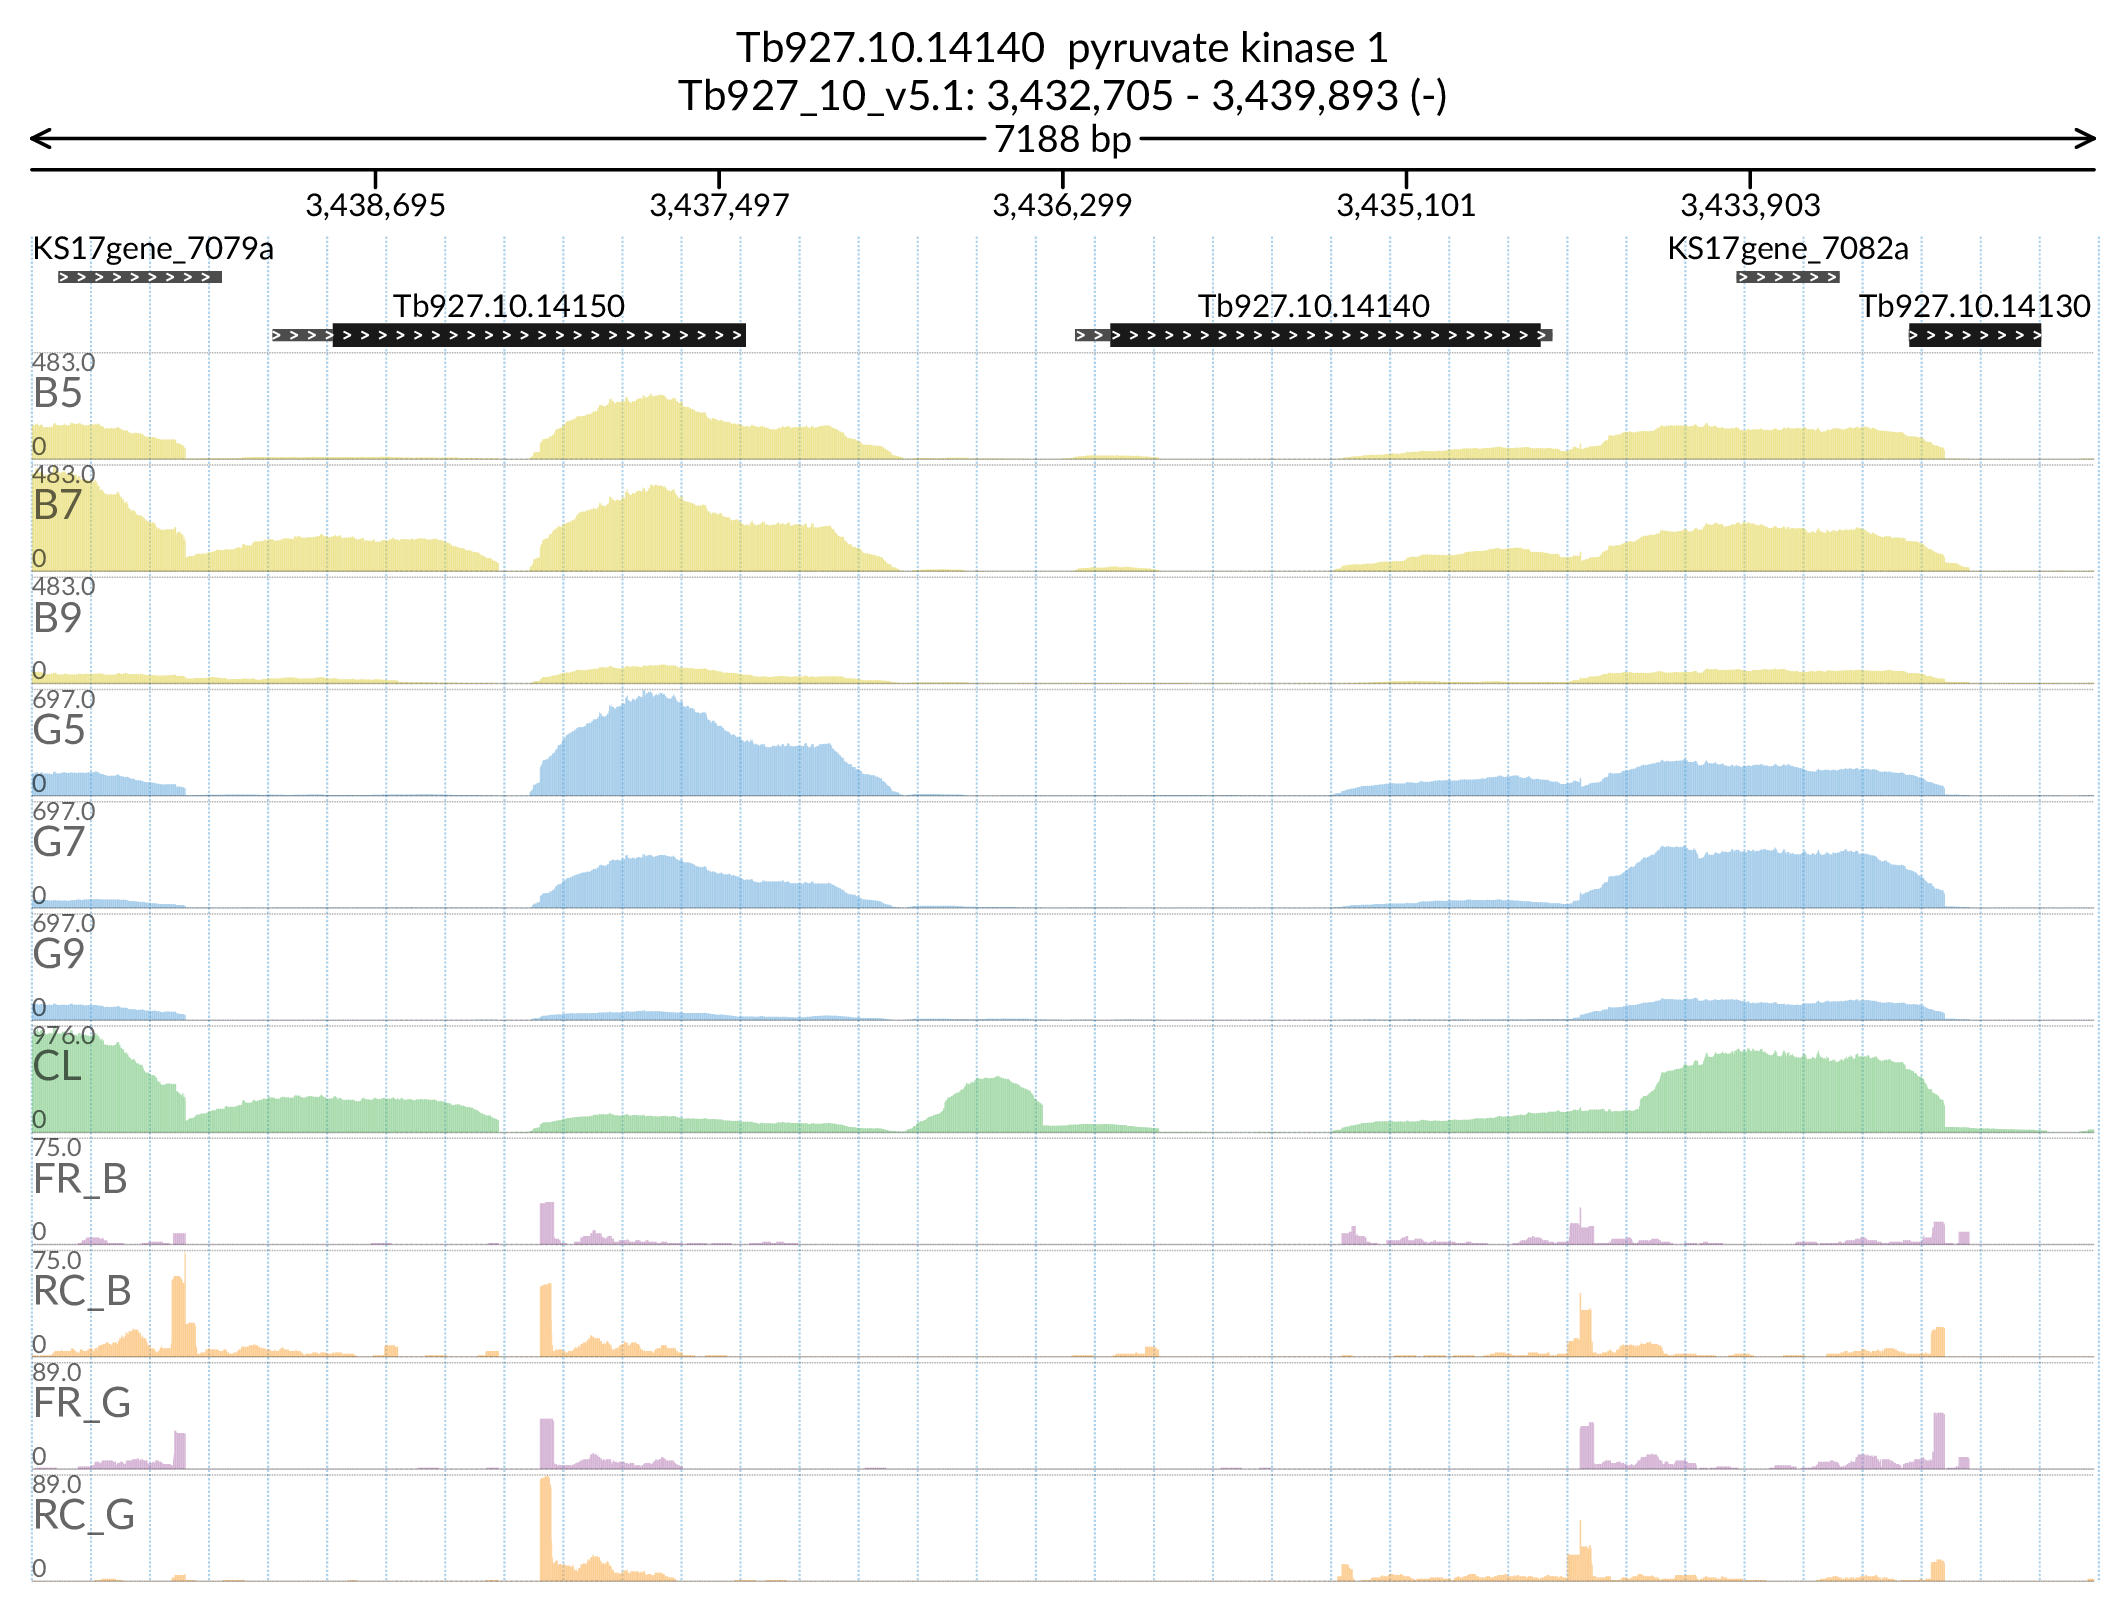 Tb927.10.14140  pyruvate kinase 1
Tb927_10_v5.1: 3,432,705 - 3,439,893 (-)
7188 bp
3,438,695 3,437,497 3,436,299 3,435,101 3,433,903
KS17gene_7079a KS17gene_7082a
Tb927.10.14150 Tb927.10.14140 Tb927.10.14130
483.0
B5
0
483.0
B7
0
483.0
B9
0
697.0
G5
0
697.0
G7
0
697.0
G9
0
976.0
CL
0
75.0
FR_B
0
75.0
RC_B
0
89.0
FR_G
0
89.0
RC_G
0